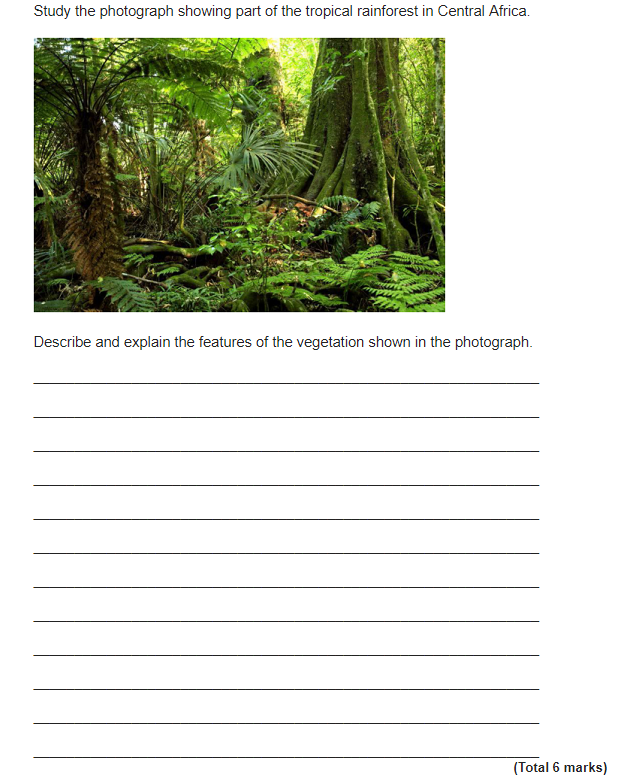 Study the photograph showing part of the tropical rainforest in Central Africa.
Describe and explain the features of the vegetation shown in the photograph.
(Total 6 marks)